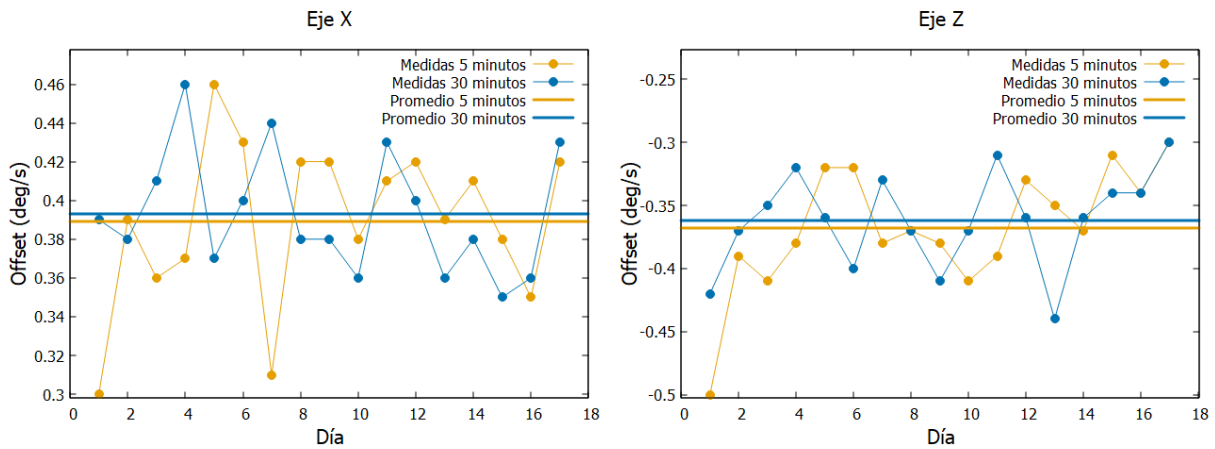 Eje X
Medidas 5 minutos
Medidas 30 minutos
Promedio 5 minutos
Promedio 30 minutos
0.46
0.44
0.42
0.4
0.38
0.36
0.34
0.32
0.3
Offset (deg/s)
0 2 4 6 8 10 12 14 16 18
Día
Eje Z
Medidas 5 minutos
Medidas 30 minutos
Promedio 5 minutos
Promedio 30 minutos
-0.25
-0.3
-0.35
-0.4
-0.45
-0.5
Offset (deg/s)
0 2 4 6 8 10 12 14 16 18
Día